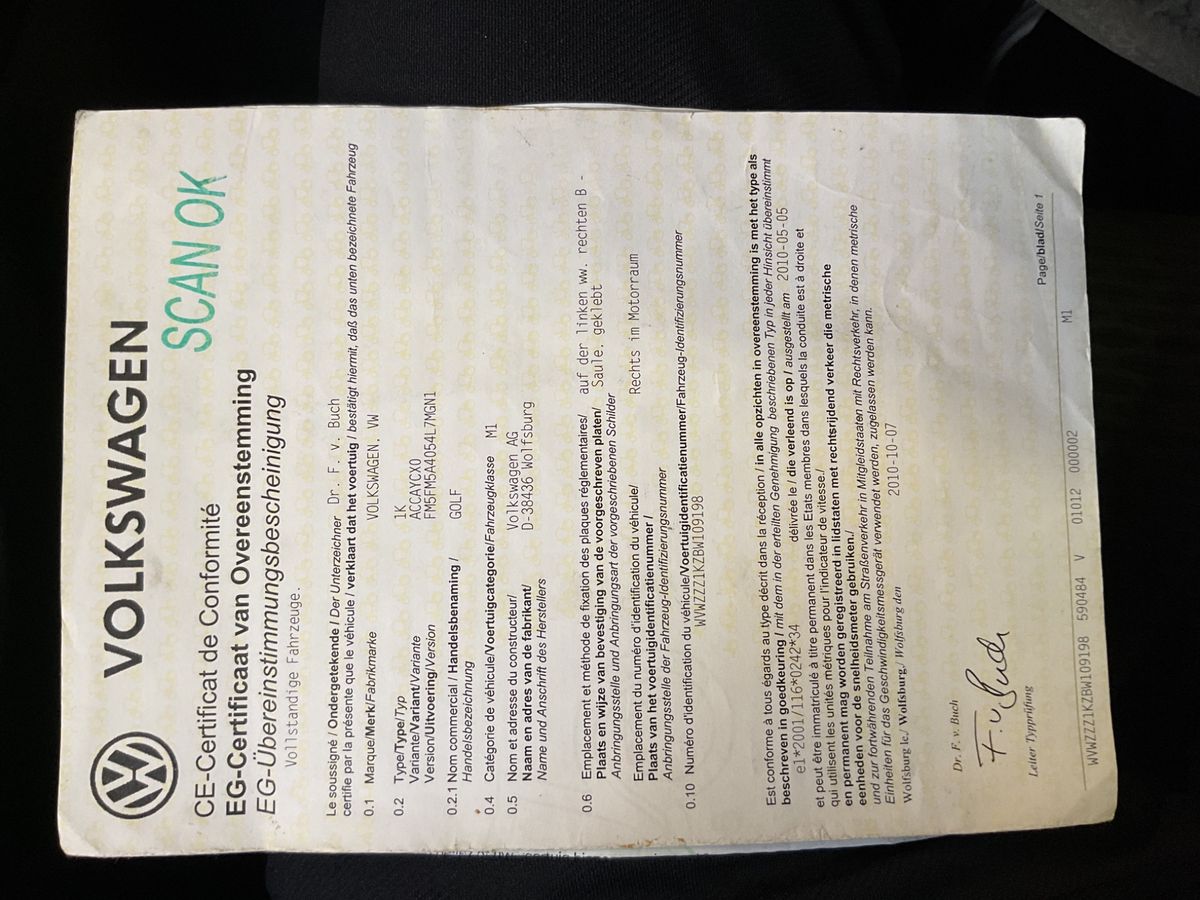 VOLKSWAGEN
SCAN OK
CE-Certificat de Conformité
EG-Certificaat van Overeenstemming
EG-Übereinstimmungsbescheinigung
Vollständige Fahrzeuge.
Le soussigné / Ondergetekende / Der Unterzeichner Dr. F. v. Buch
certifie par la présente que le véhicule / verklaart dat het voertuig / bestätigt hiermit, daß das unten bezeichnete Fahrzeug
0.1 Marque/Merk/Fabrikmarke VOLKSWAGEN, VW
0.2 Type/Type/Typ 1K
Variante/Variant/Variante ACCAYCX0
Version/Uitvoering/Version FM5FM5A4054L7MGN1
0.2.1 Nom commercial / Handelsbenaming / GOLF
Handelsbezeichnung
0.4 Catégorie de véhicule/Voertuigcategorie/Fahrzeugklasse M1
0.5 Nom et adresse du constructeur/ Volkswagen AG
Naam en adres van de fabrikant/ D-38436 Wolfsburg
Name und Anschrift des Herstellers
0.6 Emplacement et méthode de fixation des plaques réglementaires/ auf der linken ww. rechten B -
Plaats en wijze van bevestiging van de voorgeschreven platen/ Saule. geklebt
Anbringungsstelle und Anbringungsart der vorgeschriebenen Schilder
Emplacement du numéro d'identification du véhicule/ Rechts im Motorraum
Plaats van het voertuigidentificatienummer /
Anbringungsstelle der Fahrzeug-Identifizierungsnummer
0.10 Numéro d'identification du véhicule/Voertuigidentificatienummer/Fahrzeug-Identifizierungsnummer
WVWZZZ1KZBW109198
Est conforme à tous égards au type décrit dans la réception / in alle opzichten in overeenstemming is met het type als
beschreven in goedkeuring / mit dem in der erteilten Genehmigung beschriebenen Typ in jeder Hinsicht übereinstimmt
e1*2001/116*0242*34 délivrée le / die verleend is op / ausgestellt am 2010-05-05
et peut être immatriculé à titre permanent dans les Etats membres dans lesquels la conduite est à droite et
qui utilisent les unités métriques pour l'indicateur de vitesse./
en permanent mag worden geregistreerd in lidstaten met rechtsrijdend verkeer die metrische
eenheden voor de snelheidsmeter gebruiken./
und zur fortwährenden Teilnahme am Straßenverkehr in Mitgleidstaaten mit Rechtsverkehr, in denen metrische
Einheiten für das Geschwindigkeitsmessgerät verwendet werden, zugelassen werden kann.
Wolfsburg le./ Wolfsburg./ Wolfsburg den 2010-10-07
Dr. F. v. Buch
F. v. Buch
Leiter Typprüfung
Page/blad/Seite 1
WVWZZZ1KZBW109198 590484 V 01012 000002 M1